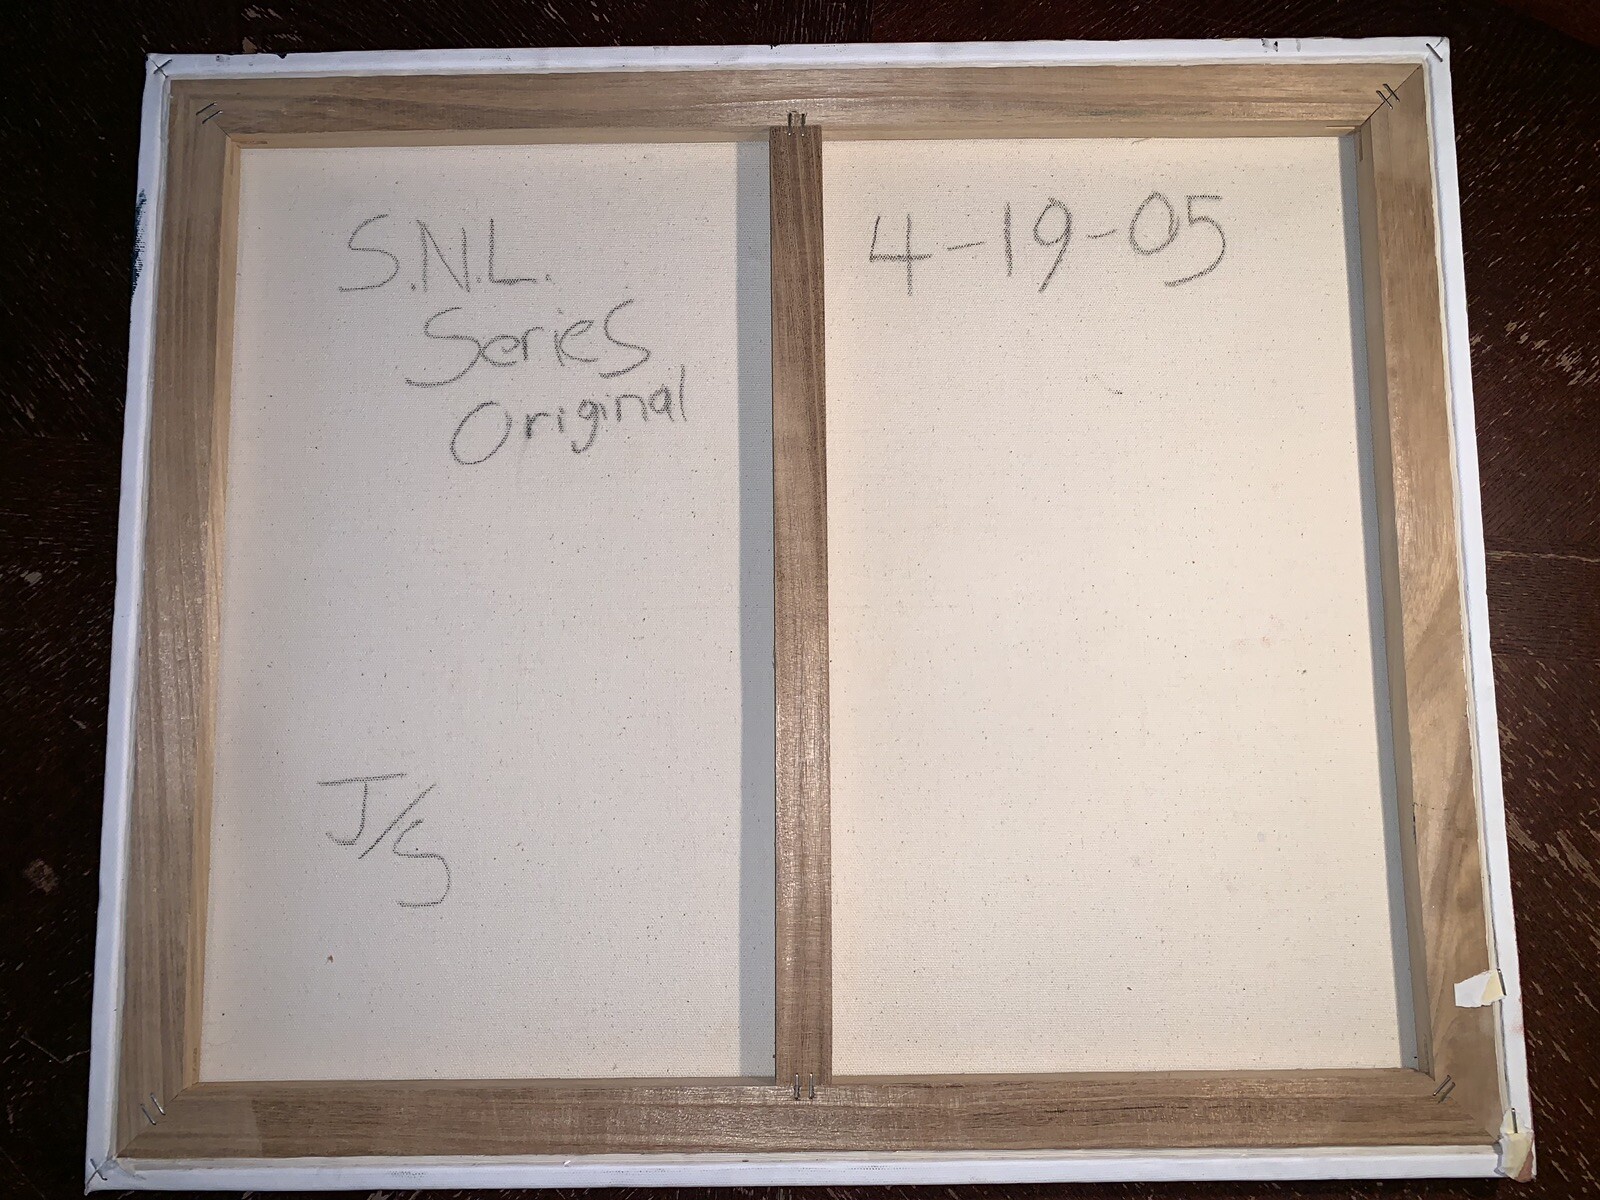 S.N.L.
Series
Original
4-19-05
J/S